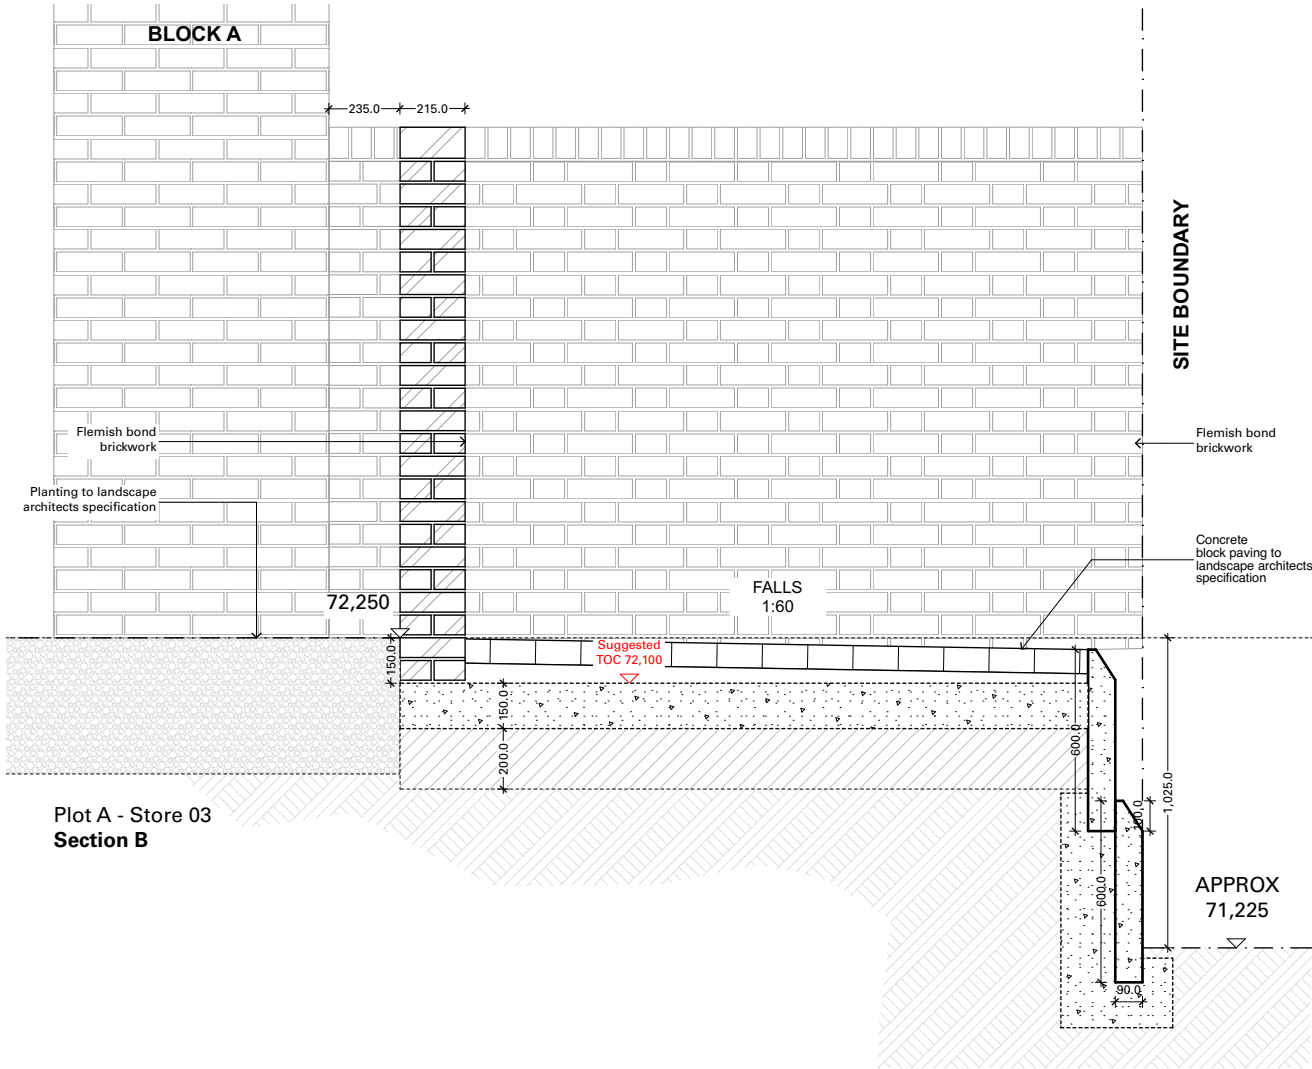 BLOCK A
235.0
215.0
SITE BOUNDARY
Flemish bond
brickwork
Flemish bond
brickwork
Planting to landscape
architects specification
Concrete
block paving to
landscape architects
specification
FALLS
1:60
72,250
Suggested
TOC 72,100
150.0
150.0
200.0
600.0
100.0
1,025.0
600.0
90.0
Plot A - Store 03
Section B
APPROX
71,225